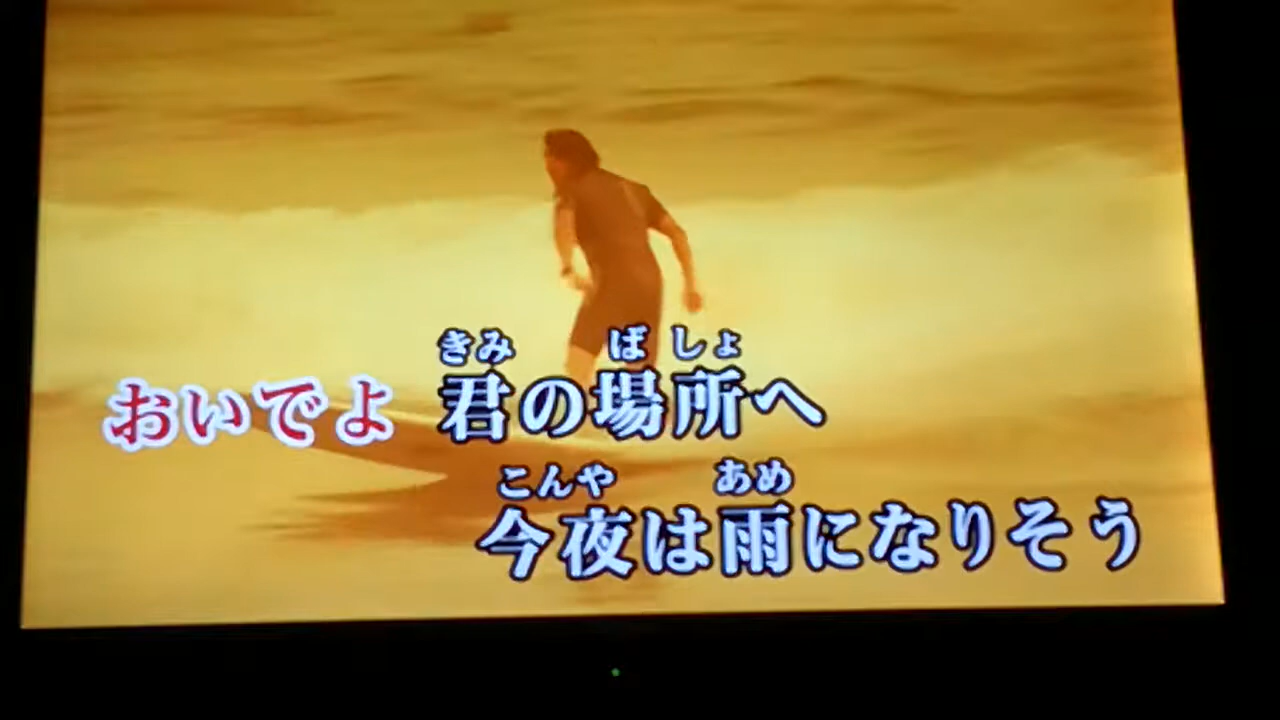 きみ ばしょ
おいでよ 君の場所へ
こんや あめ
今夜は雨になりそう